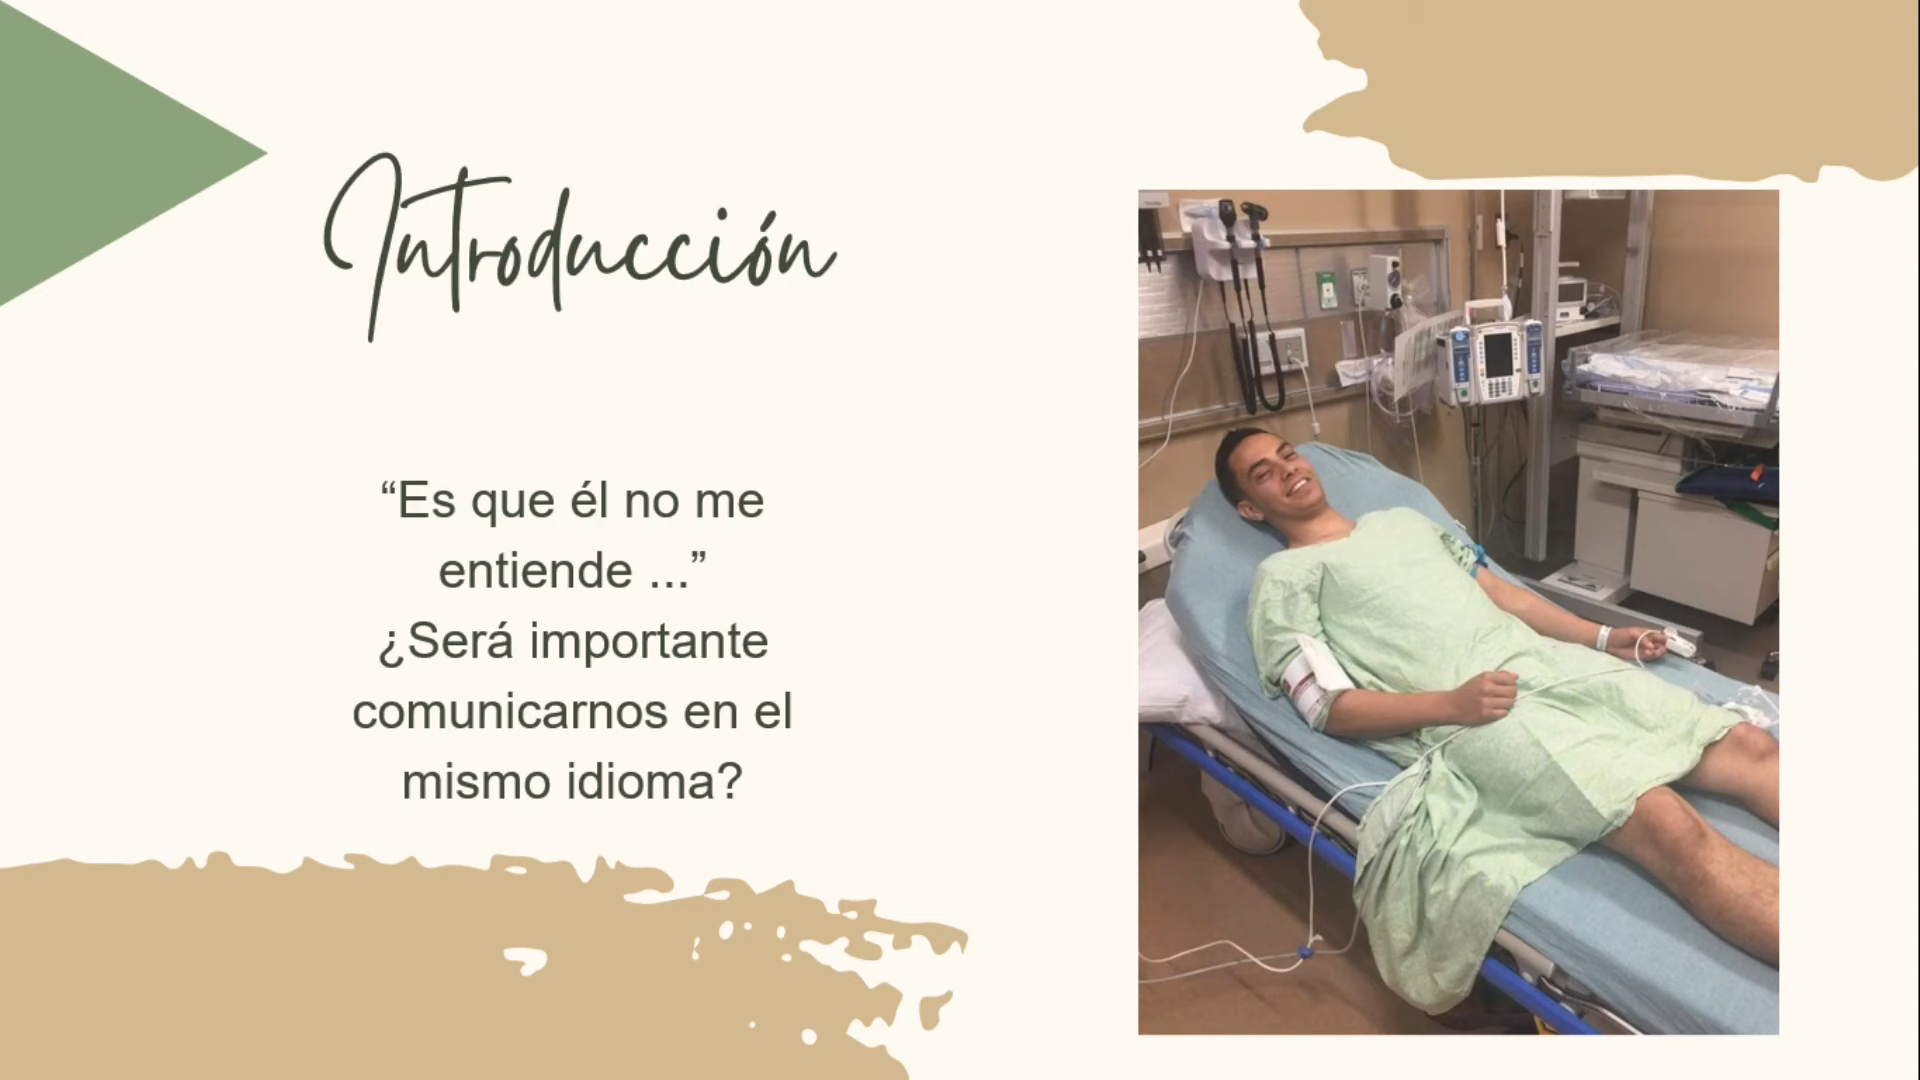 Introducción
“Es que él no me
entiende ...”
¿Será importante
comunicarnos en el
mismo idioma?